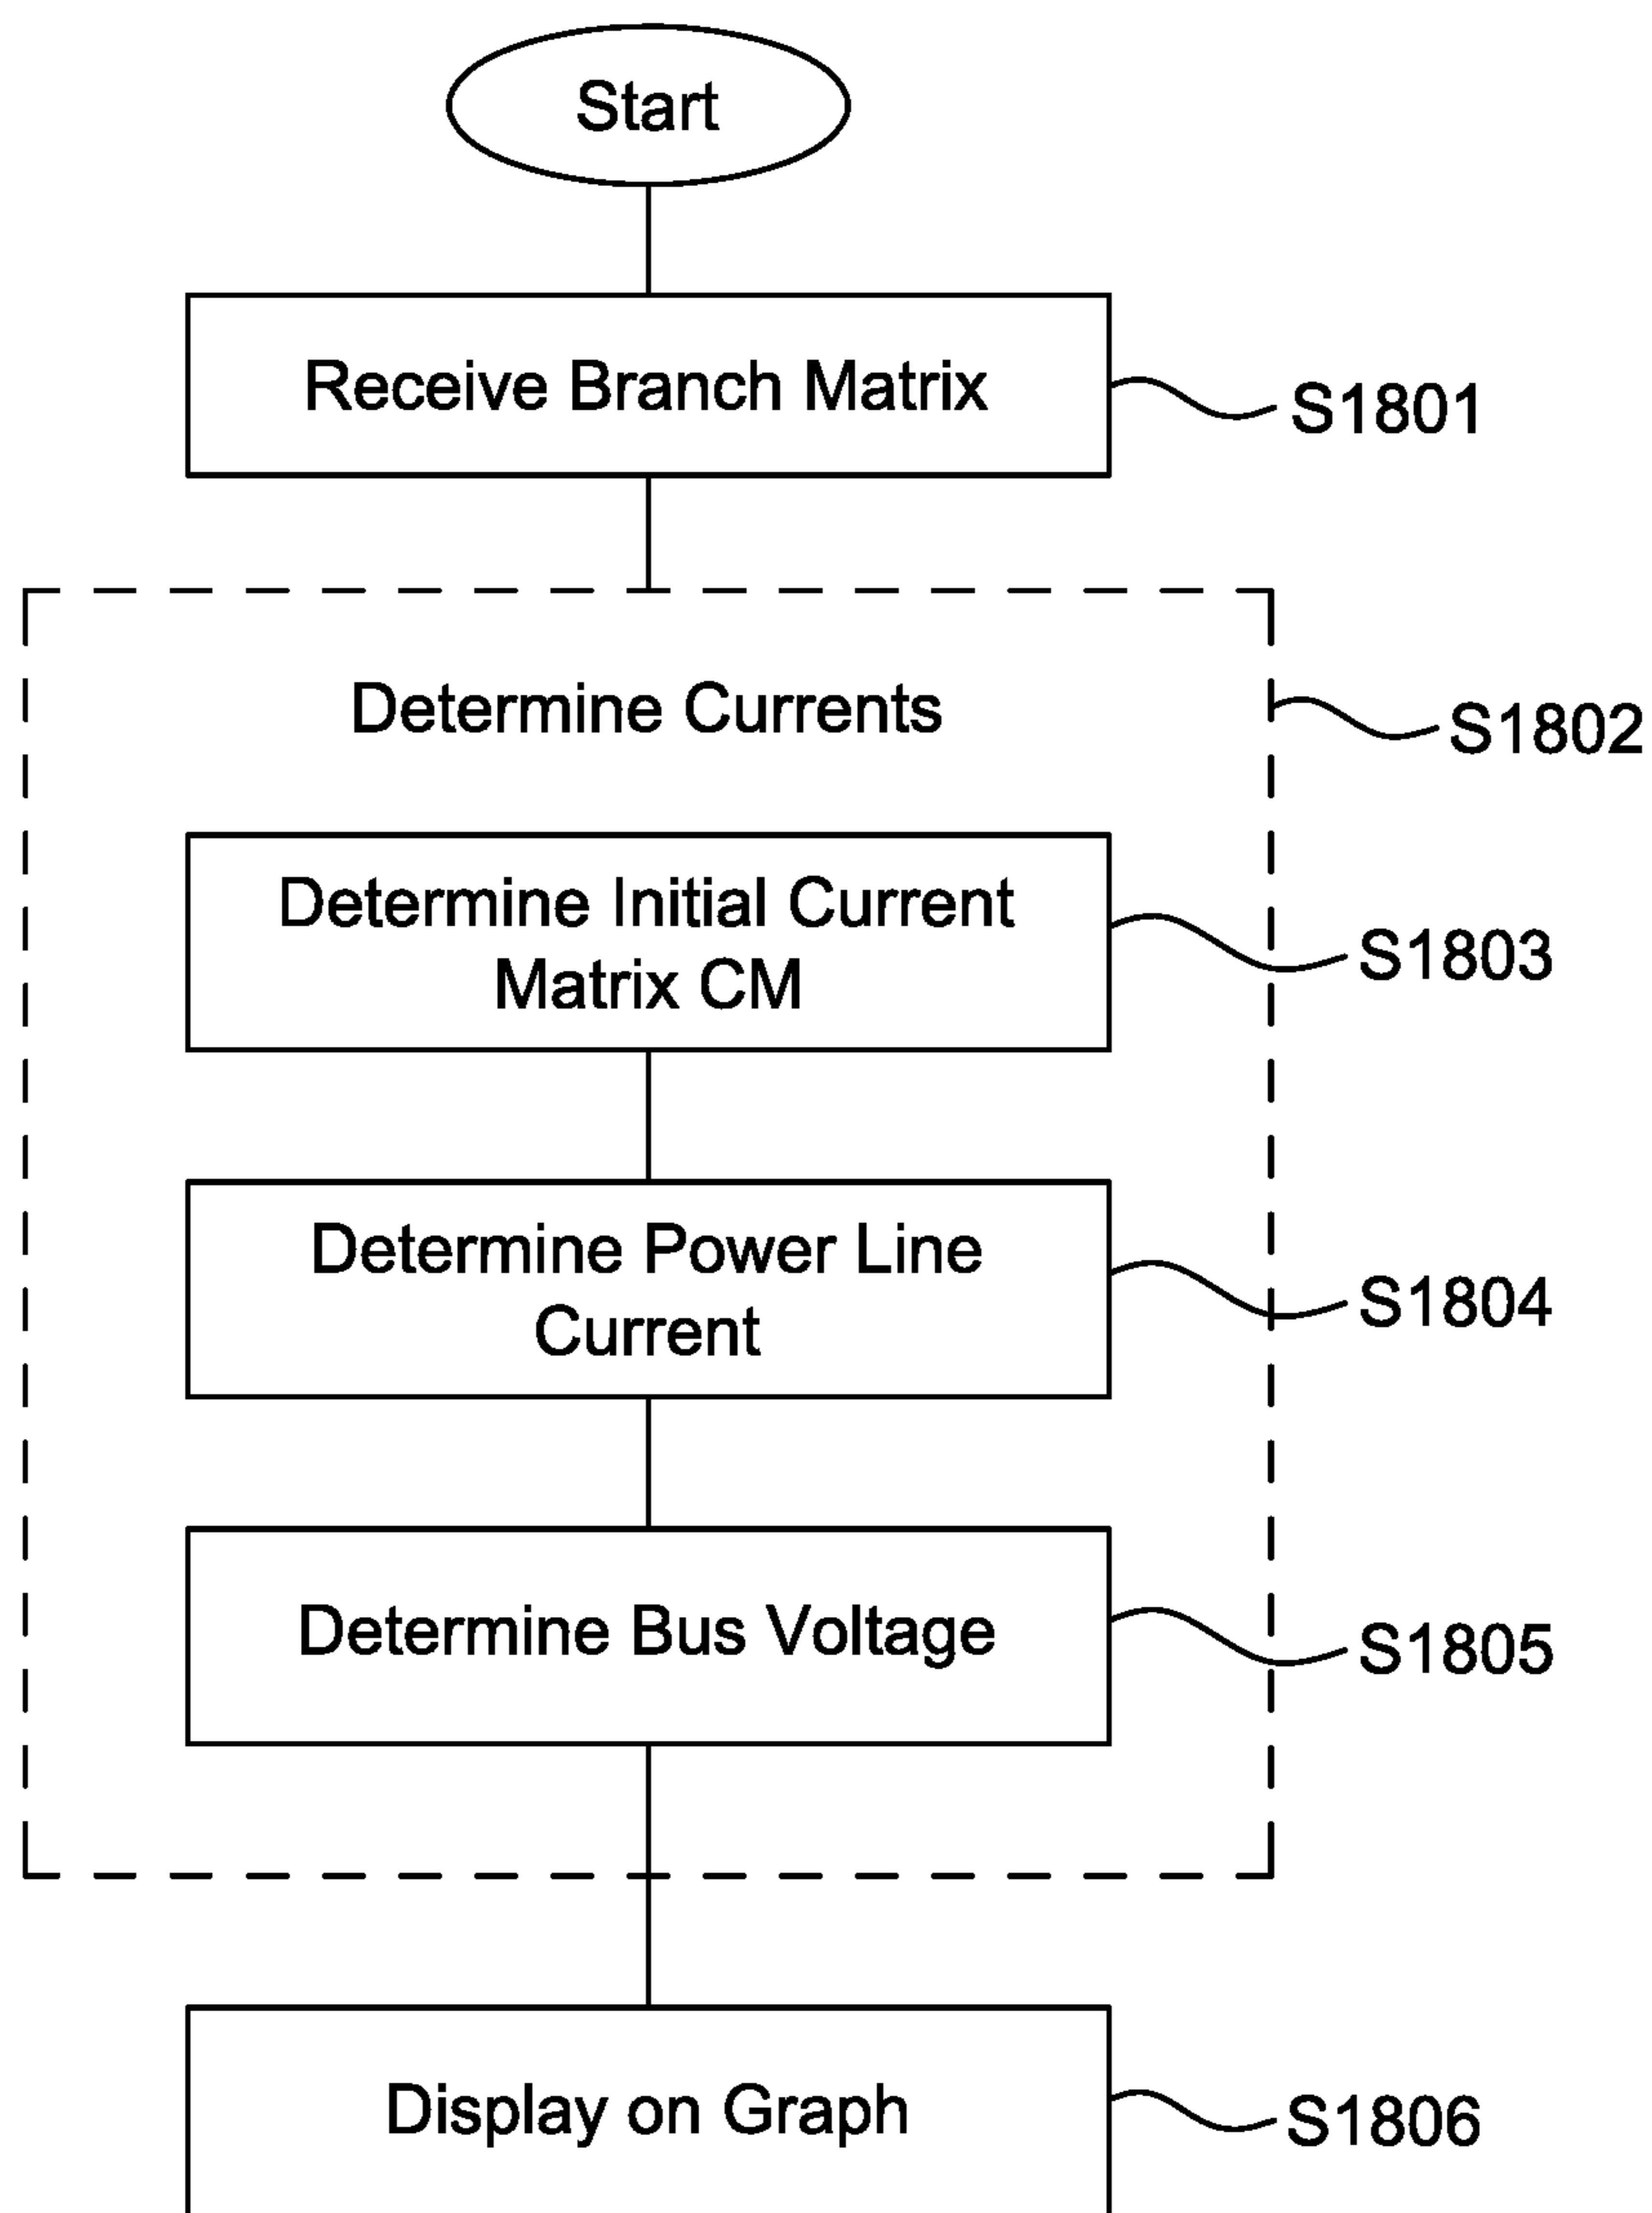 Start
Receive Branch Matrix
S1801
Determine Currents
S1802
Determine Initial Current
Matrix CM
S1803
Determine Power Line
Current
S1804
Determine Bus Voltage
S1805
Display on Graph
S1806